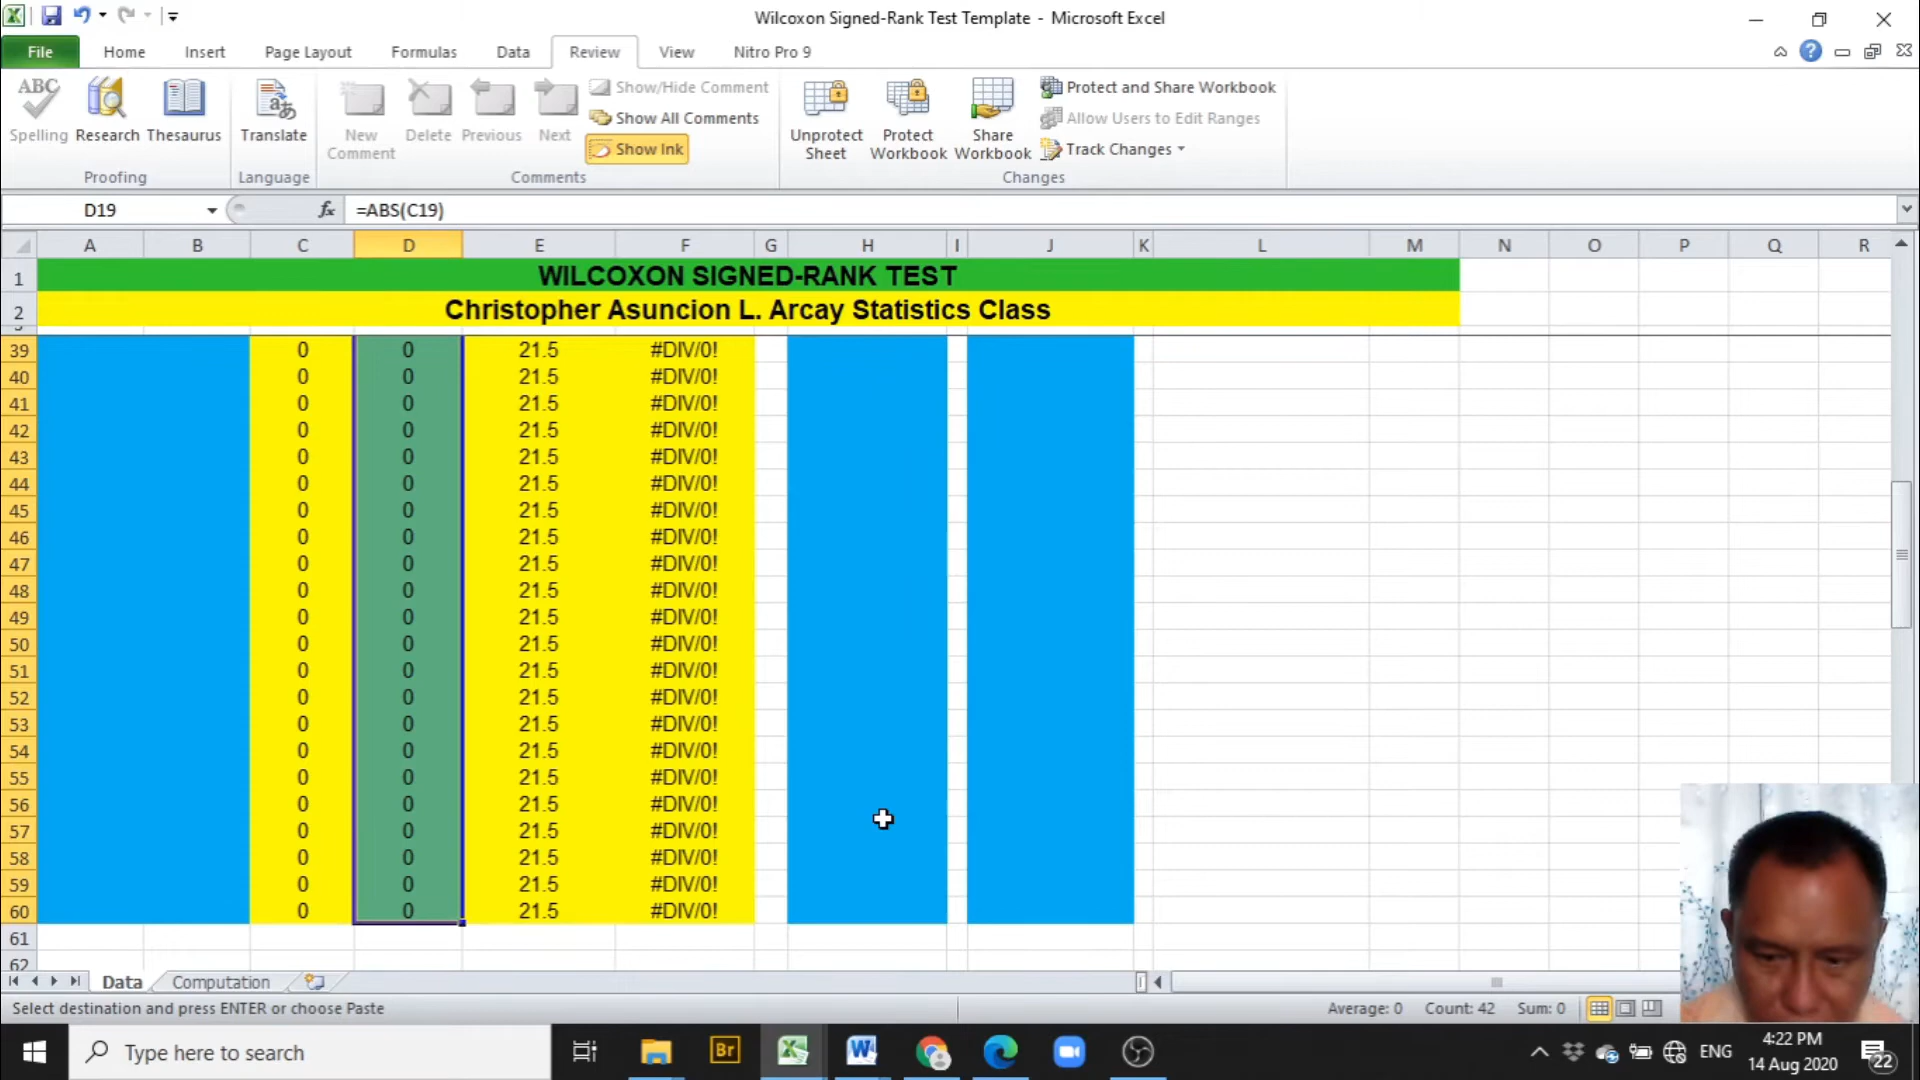 Wilcoxon Signed-Rank Test Template - Microsoft Excel
File Home Insert Page Layout Formulas Data Review View Nitro Pro 9
ABC Spelling Research Thesaurus
Proofing
Translate
Language
New Comment Delete Previous Next
Show/Hide Comment
Show All Comments
Show Ink
Comments
Unprotect Sheet Protect Workbook Share Workbook
Protect and Share Workbook
Allow Users to Edit Ranges
Track Changes
Changes
D19 fx =ABS(C19)
A B C D E F G H I J K L M N O P Q R
1 WILCOXON SIGNED-RANK TEST
2 Christopher Asuncion L. Arcay Statistics Class
39 0 0 21.5 #DIV/0!
40 0 0 21.5 #DIV/0!
41 0 0 21.5 #DIV/0!
42 0 0 21.5 #DIV/0!
43 0 0 21.5 #DIV/0!
44 0 0 21.5 #DIV/0!
45 0 0 21.5 #DIV/0!
46 0 0 21.5 #DIV/0!
47 0 0 21.5 #DIV/0!
48 0 0 21.5 #DIV/0!
49 0 0 21.5 #DIV/0!
50 0 0 21.5 #DIV/0!
51 0 0 21.5 #DIV/0!
52 0 0 21.5 #DIV/0!
53 0 0 21.5 #DIV/0!
54 0 0 21.5 #DIV/0!
55 0 0 21.5 #DIV/0!
56 0 0 21.5 #DIV/0!
57 0 0 21.5 #DIV/0!
58 0 0 21.5 #DIV/0!
59 0 0 21.5 #DIV/0!
60 0 0 21.5 #DIV/0!
61
62
Data Computation
Select destination and press ENTER or choose Paste Average: 0 Count: 42 Sum: 0
Type here to search Br ENG 4:22 PM
14 Aug 2020 22